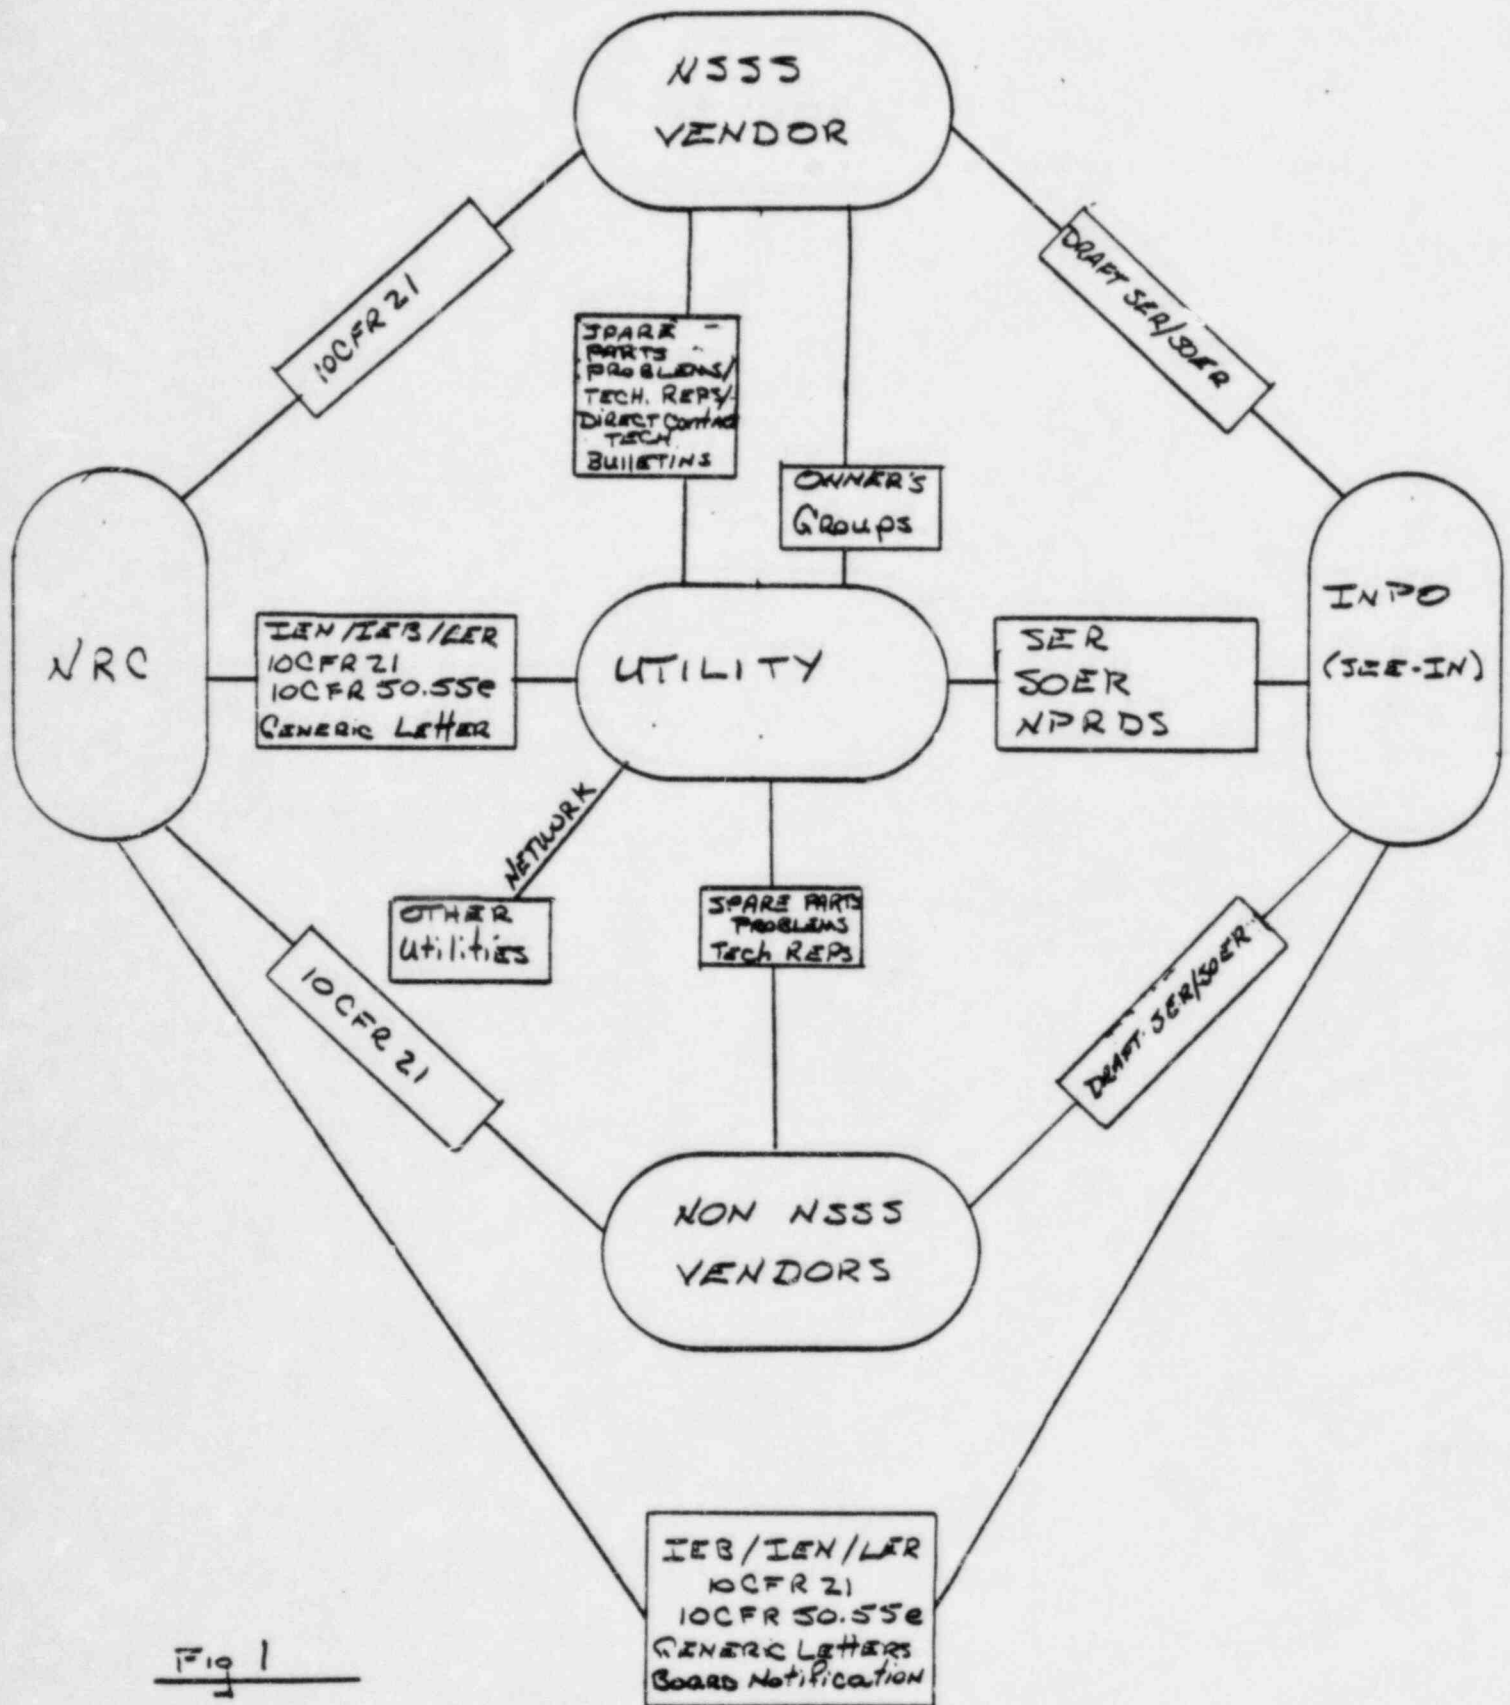 NSSS
VENDOR
10CFR 21
DRAFT SER/SOER
SPARE
PARTS
PROBLEMS/
TECH. REPS/
DIRECT Contact
TECH
BULLETINS
OWNER'S
GROUPS
NRC
IEN/IEB/LER
10CFR 21
10CFR 50.55e
GENERIC LETTER
UTILITY
SER
SOER
NPRDS
INPO
(SEE-IN)
NETWORK
OTHER
Utilities
SPARE PARTS
PROBLEMS
Tech REPS
10CFR 21
DRAFT SER/SOER
NON NSSS
VENDORS
IEB/IEN/LER
10CFR 21
10CFR 50.55e
GENERIC LETTERS
BOARD Notification
Fig 1